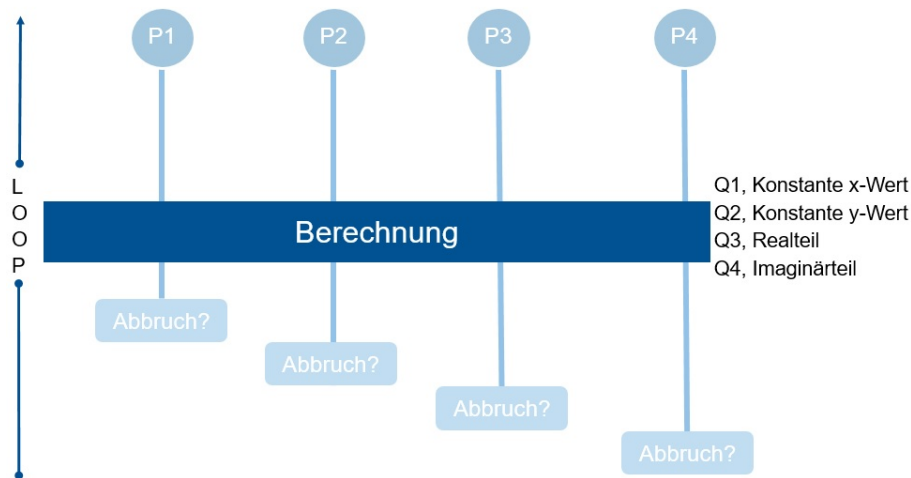 P1
P2
P3
P4
L
O
O
P
Berechnung
Q1, Konstante x-Wert
Q2, Konstante y-Wert
Q3, Realteil
Q4, Imaginärteil
Abbruch?
Abbruch?
Abbruch?
Abbruch?